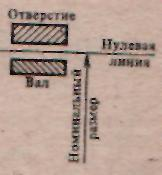 Отверстие
Нулевая
линия
Вал
Номинальный
размер